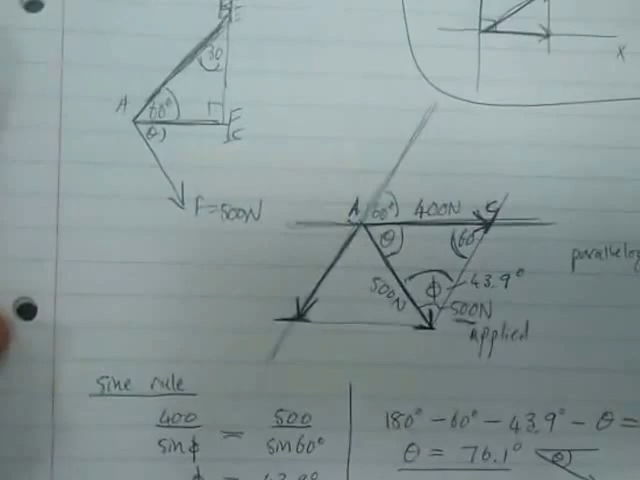 B
30
A
60°
θ
C
F=500N
x
A
60°
400N
C
θ
60
parallelog
500N
φ
43.9°
500N
applied
sine rule
400/sinφ = 500/sin60°
180° - 60° - 43.9° - θ =
θ = 76.1°
θ